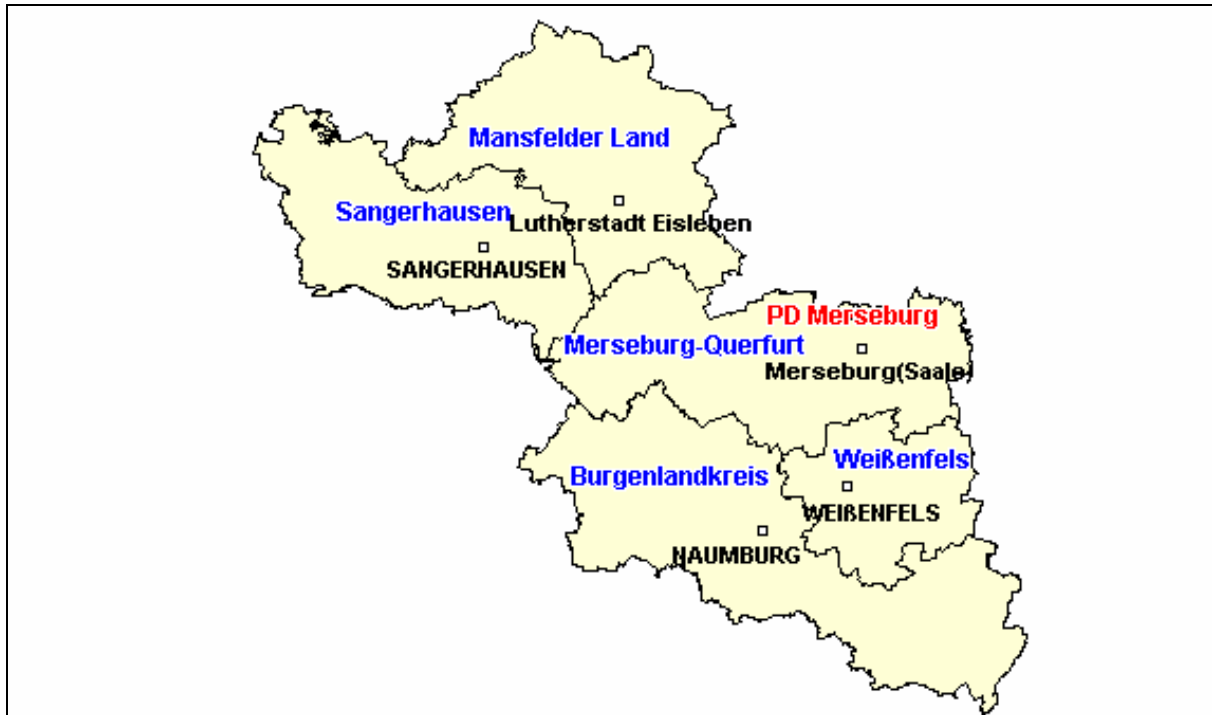 Mansfelder Land
Sangerhausen
Lutherstadt Eisleben
SANGERHAUSEN
PD Merseburg
Merseburg-Querfurt
Merseburg(Saale)
Weißenfels
Burgenlandkreis
WEIßENFELS
NAUMBURG